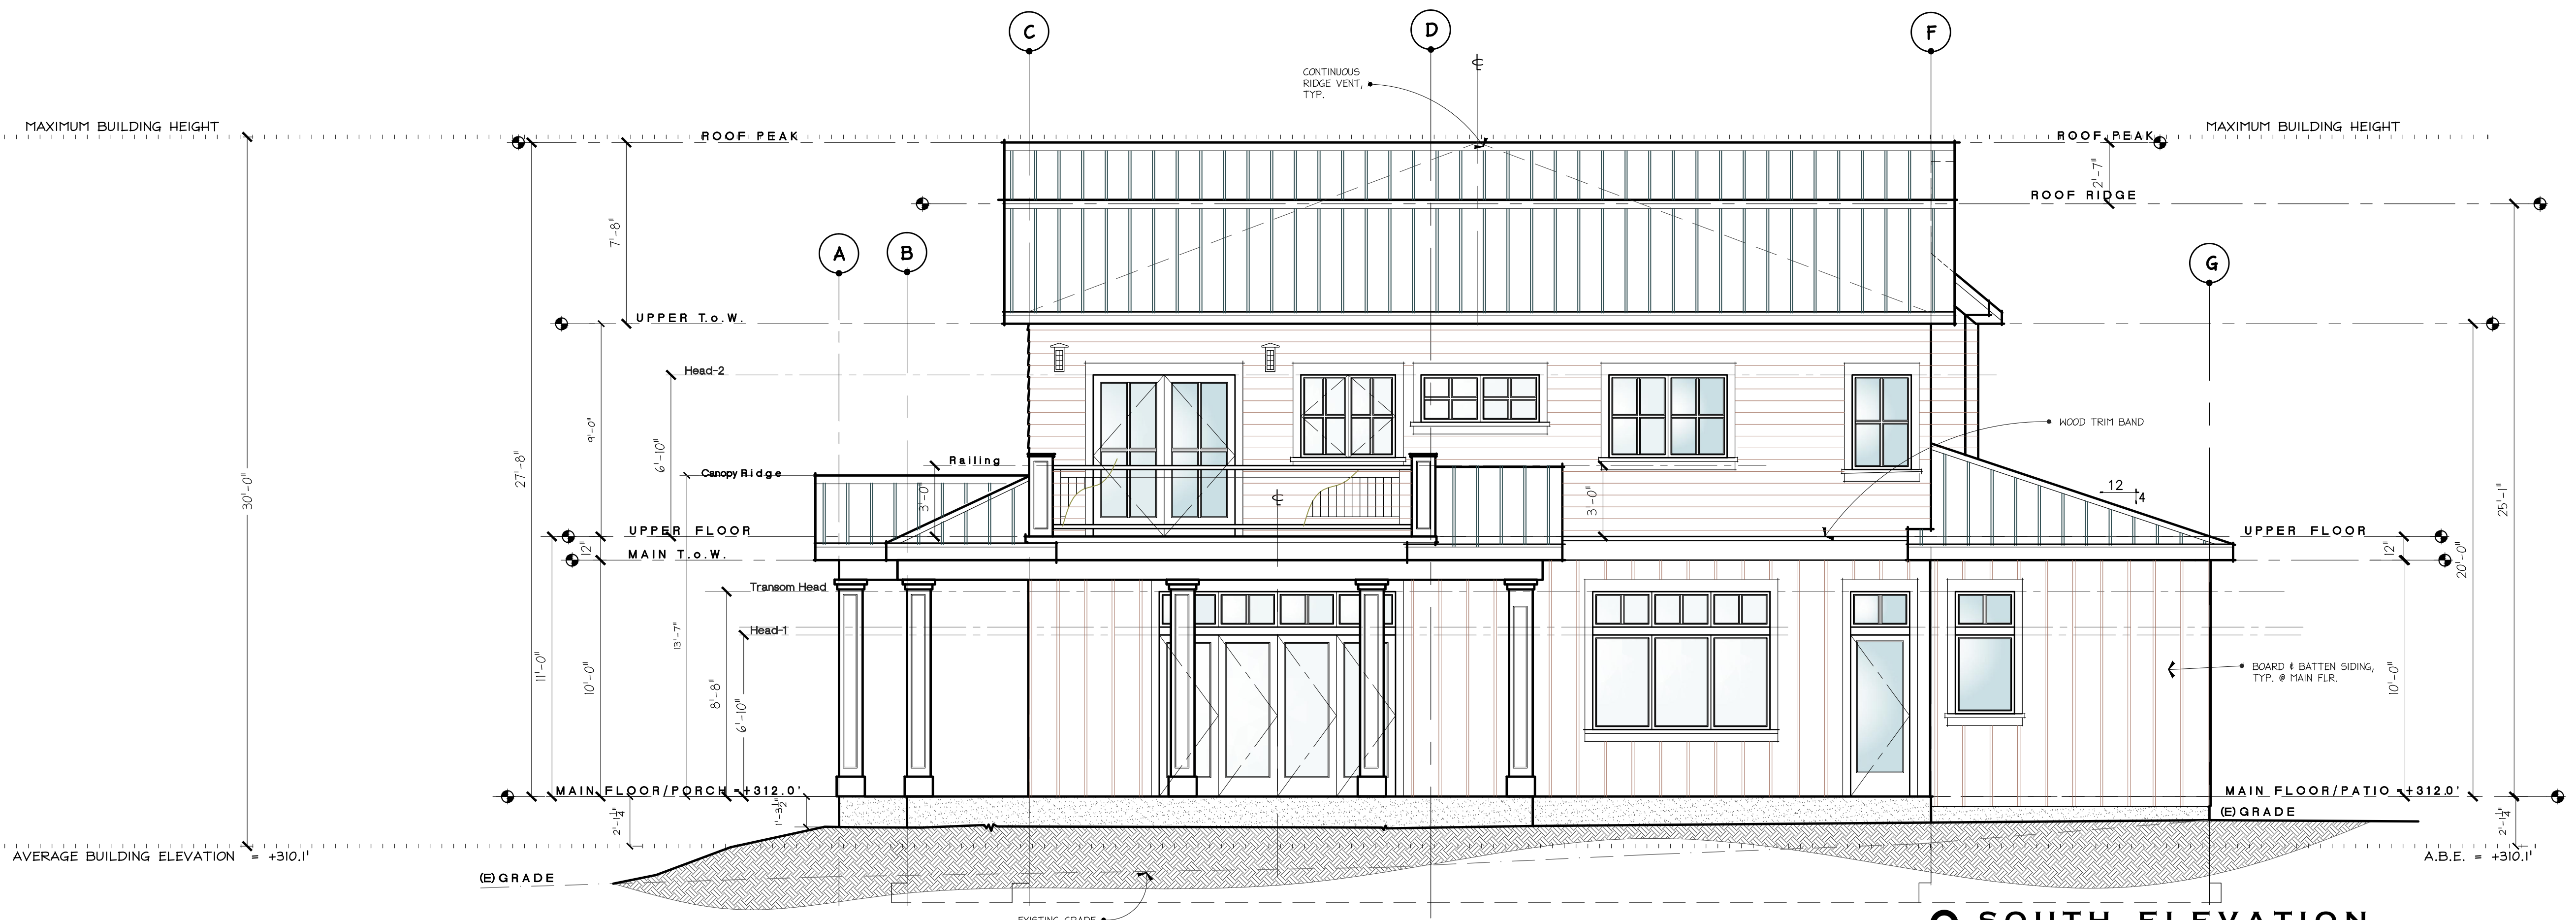 C
D
F
CONTINUOUS
RIDGE VENT,
TYP.
MAXIMUM BUILDING HEIGHT
ROOF PEAK
ROOF PEAK
MAXIMUM BUILDING HEIGHT
2'-7"
ROOF RIDGE
7'-8"
A
B
G
UPPER T.o.W.
Head-2
9'-0"
6'-10"
27'-8"
30'-0"
WOOD TRIM BAND
Railing
Canopy Ridge
3'-0"
3'-0"
12
4
25'-1"
20'-0"
UPPER FLOOR
12"
MAIN T.o.W.
UPPER FLOOR
12"
Transom Head
Head-1
13'-7"
11'-0"
10'-0"
8'-8"
6'-10"
BOARD & BATTEN SIDING,
TYP. @ MAIN FLR.
10'-0"
MAIN FLOOR/PORCH =+312.0'
MAIN FLOOR/PATIO =+312.0'
2'-1¼"
1'-3½"
(E)GRADE
2'-1¼"
AVERAGE BUILDING ELEVATION = +310.1'
A.B.E. = +310.1'
(E)GRADE
EXISTING GRADE
SOUTH ELEVATION